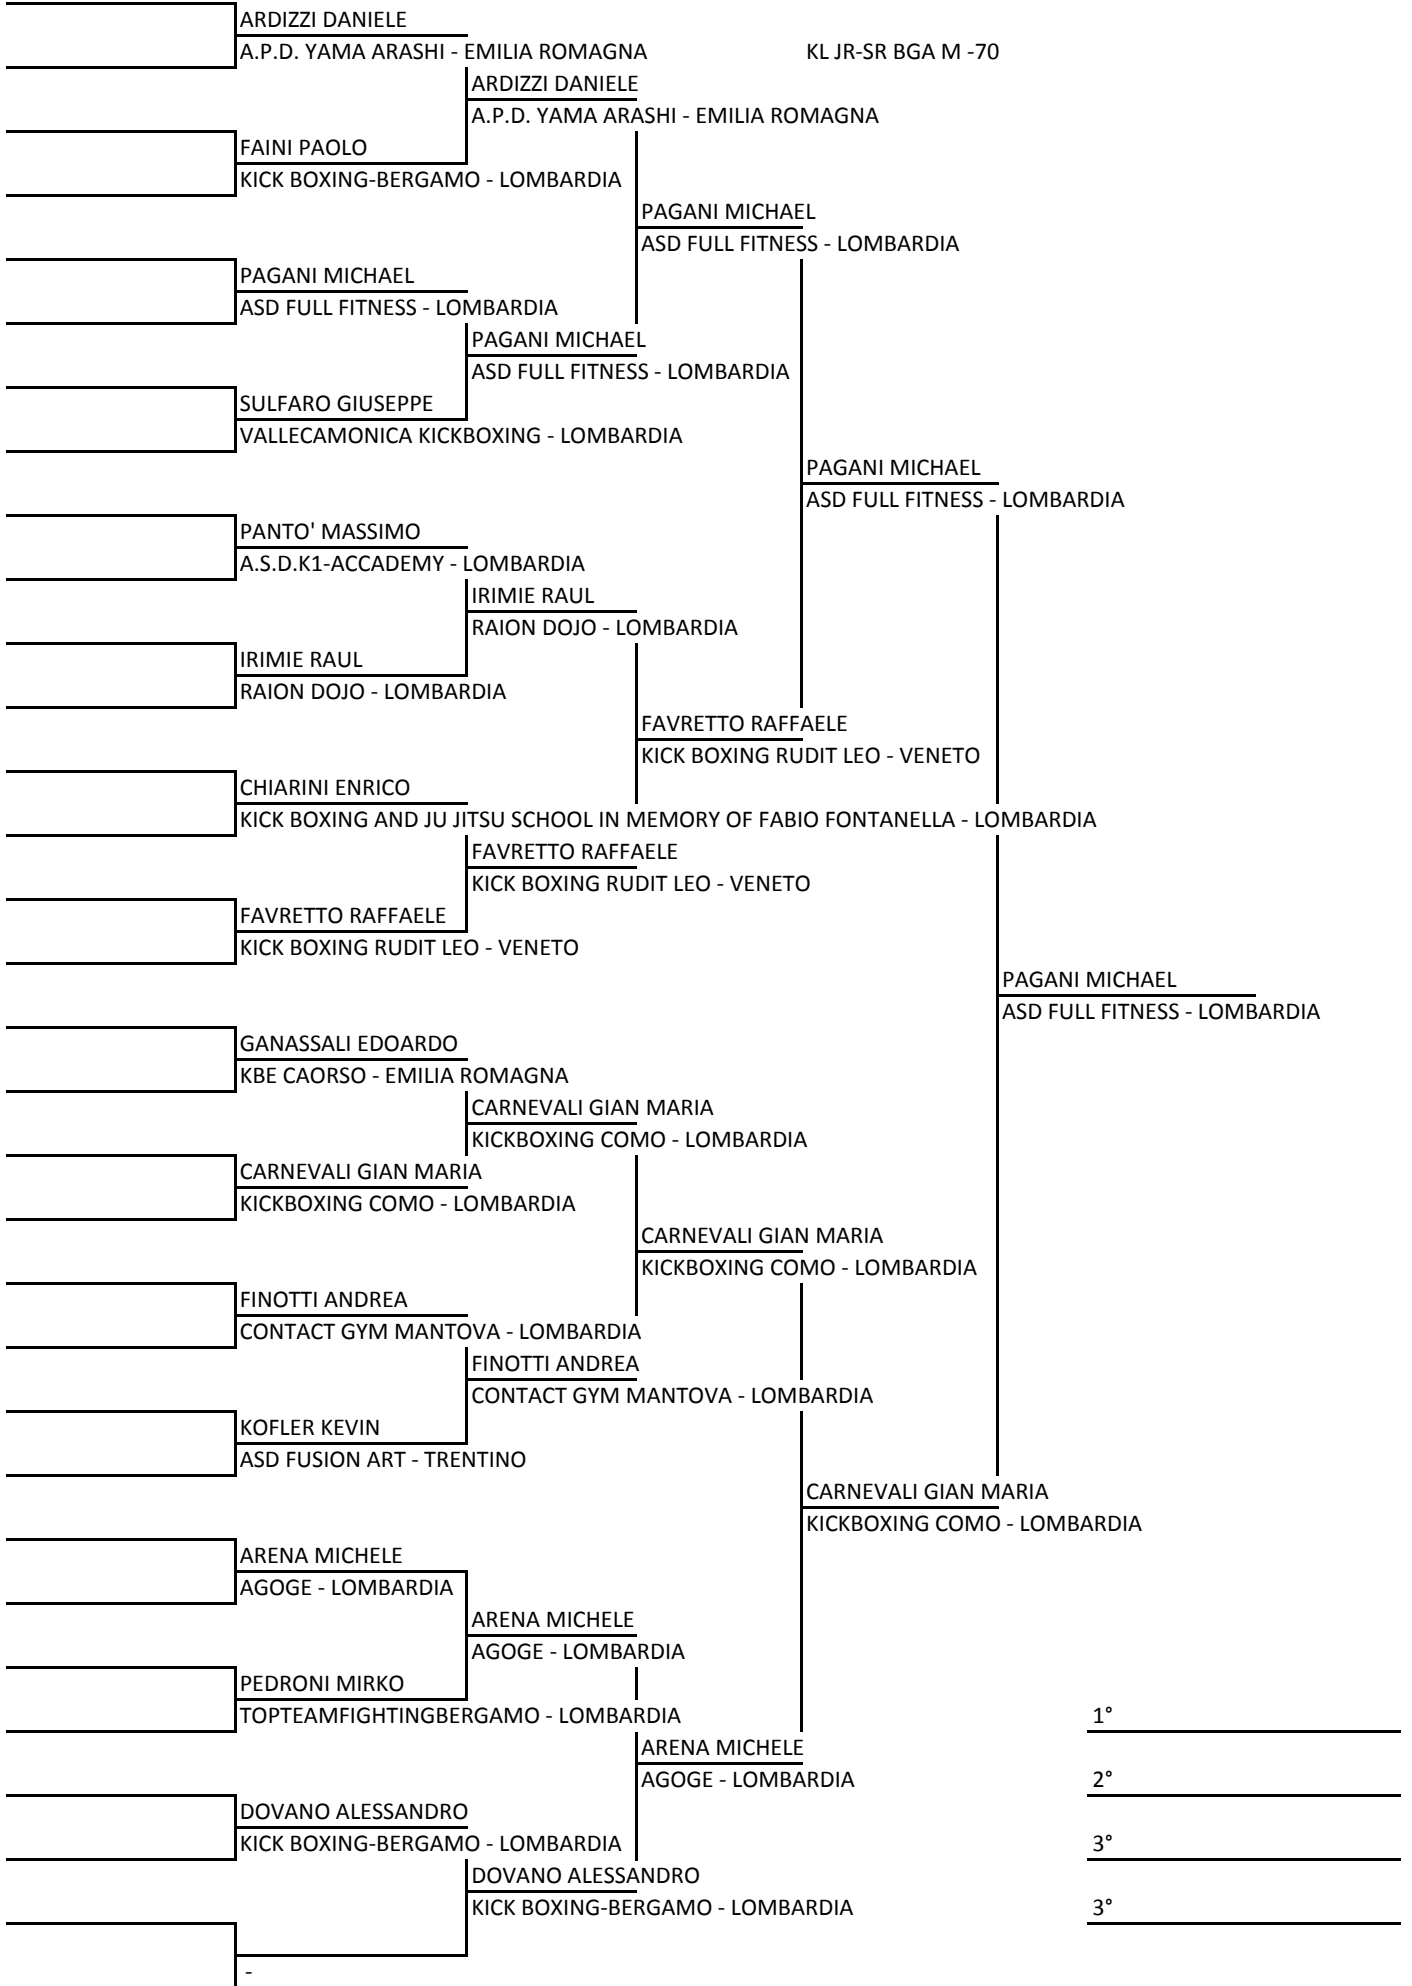 ARDIZZI DANIELE
A.P.D. YAMA ARASHI - EMILIA ROMAGNA
KL JR-SR BGA M -70
ARDIZZI DANIELE
A.P.D. YAMA ARASHI - EMILIA ROMAGNA
FAINI PAOLO
KICK BOXING-BERGAMO - LOMBARDIA
PAGANI MICHAEL
ASD FULL FITNESS - LOMBARDIA
PAGANI MICHAEL
ASD FULL FITNESS - LOMBARDIA
PAGANI MICHAEL
ASD FULL FITNESS - LOMBARDIA
SULFARO GIUSEPPE
VALLECAMONICA KICKBOXING - LOMBARDIA
PAGANI MICHAEL
ASD FULL FITNESS - LOMBARDIA
PANTO' MASSIMO
A.S.D.K1-ACCADEMY - LOMBARDIA
IRIMIE RAUL
RAION DOJO - LOMBARDIA
IRIMIE RAUL
RAION DOJO - LOMBARDIA
FAVRETTO RAFFAELE
KICK BOXING RUDIT LEO - VENETO
CHIARINI ENRICO
KICK BOXING AND JU JITSU SCHOOL IN MEMORY OF FABIO FONTANELLA - LOMBARDIA
FAVRETTO RAFFAELE
KICK BOXING RUDIT LEO - VENETO
FAVRETTO RAFFAELE
KICK BOXING RUDIT LEO - VENETO
PAGANI MICHAEL
ASD FULL FITNESS - LOMBARDIA
GANASSALI EDOARDO
KBE CAORSO - EMILIA ROMAGNA
CARNEVALI GIAN MARIA
KICKBOXING COMO - LOMBARDIA
CARNEVALI GIAN MARIA
KICKBOXING COMO - LOMBARDIA
CARNEVALI GIAN MARIA
KICKBOXING COMO - LOMBARDIA
FINOTTI ANDREA
CONTACT GYM MANTOVA - LOMBARDIA
FINOTTI ANDREA
CONTACT GYM MANTOVA - LOMBARDIA
KOFLER KEVIN
ASD FUSION ART - TRENTINO
CARNEVALI GIAN MARIA
KICKBOXING COMO - LOMBARDIA
ARENA MICHELE
AGOGE - LOMBARDIA
ARENA MICHELE
AGOGE - LOMBARDIA
PEDRONI MIRKO
TOPTEAMFIGHTINGBERGAMO - LOMBARDIA
1°
ARENA MICHELE
AGOGE - LOMBARDIA
2°
DOVANO ALESSANDRO
KICK BOXING-BERGAMO - LOMBARDIA
3°
DOVANO ALESSANDRO
KICK BOXING-BERGAMO - LOMBARDIA
3°
-